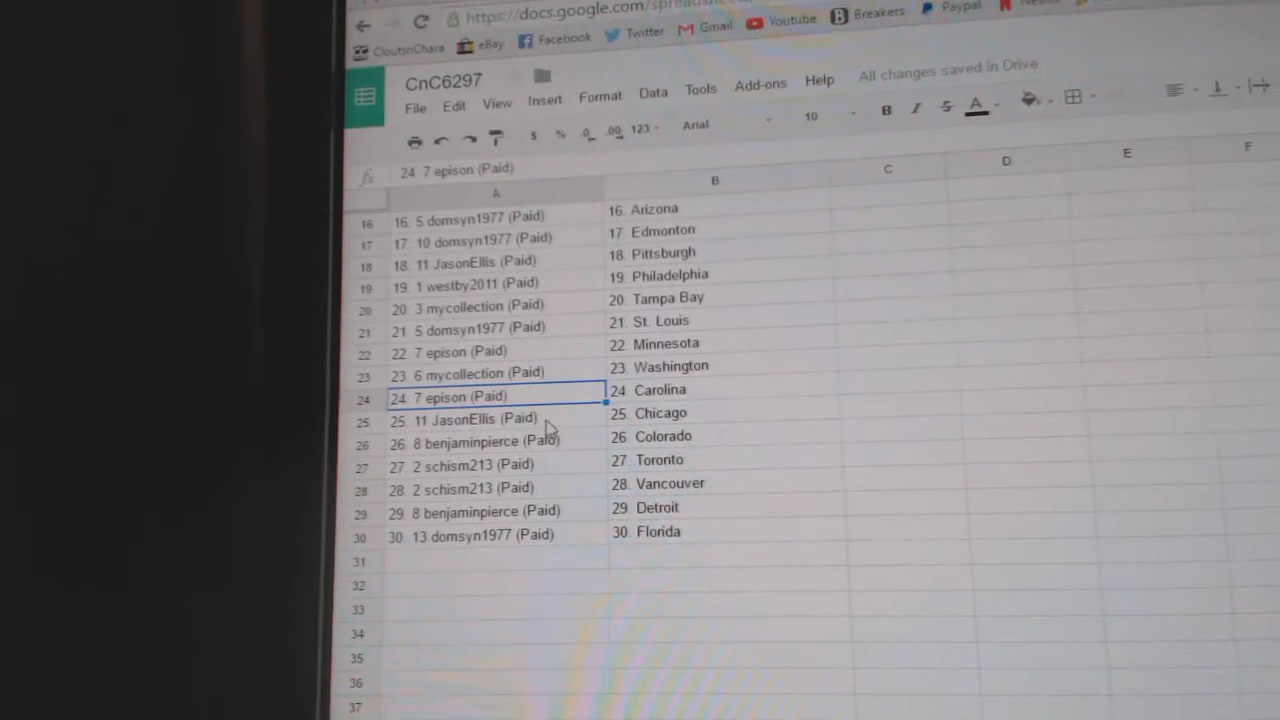 https://docs.google.com/spreadshe
CloutsnChara eBay Facebook Twitter Gmail Youtube Breakers Paypal
CnC6297
File Edit View Insert Format Data Tools Add-ons Help All changes saved in Drive
$ % .0 .00 123 Arial 10 B I S A
fx 24 7 epison (Paid)
A B C D E F
16 16. 5 domsyn1977 (Paid) 16. Arizona
17 17. 10 domsyn1977 (Paid) 17. Edmonton
18 18. 11 JasonEllis (Paid) 18. Pittsburgh
19 19. 1 westby2011 (Paid) 19. Philadelphia
20 20. 3 mycollection (Paid) 20. Tampa Bay
21 21. 5 domsyn1977 (Paid) 21. St. Louis
22 22. 7 epison (Paid) 22. Minnesota
23 23. 6 mycollection (Paid) 23. Washington
24 24. 7 epison (Paid) 24. Carolina
25 25. 11 JasonEllis (Paid) 25. Chicago
26 26. 8 benjaminpierce (Paid) 26. Colorado
27 27. 2 schism213 (Paid) 27. Toronto
28 28. 2 schism213 (Paid) 28. Vancouver
29 29. 8 benjaminpierce (Paid) 29. Detroit
30 30. 13 domsyn1977 (Paid) 30. Florida
31
32
33
34
35
36
37